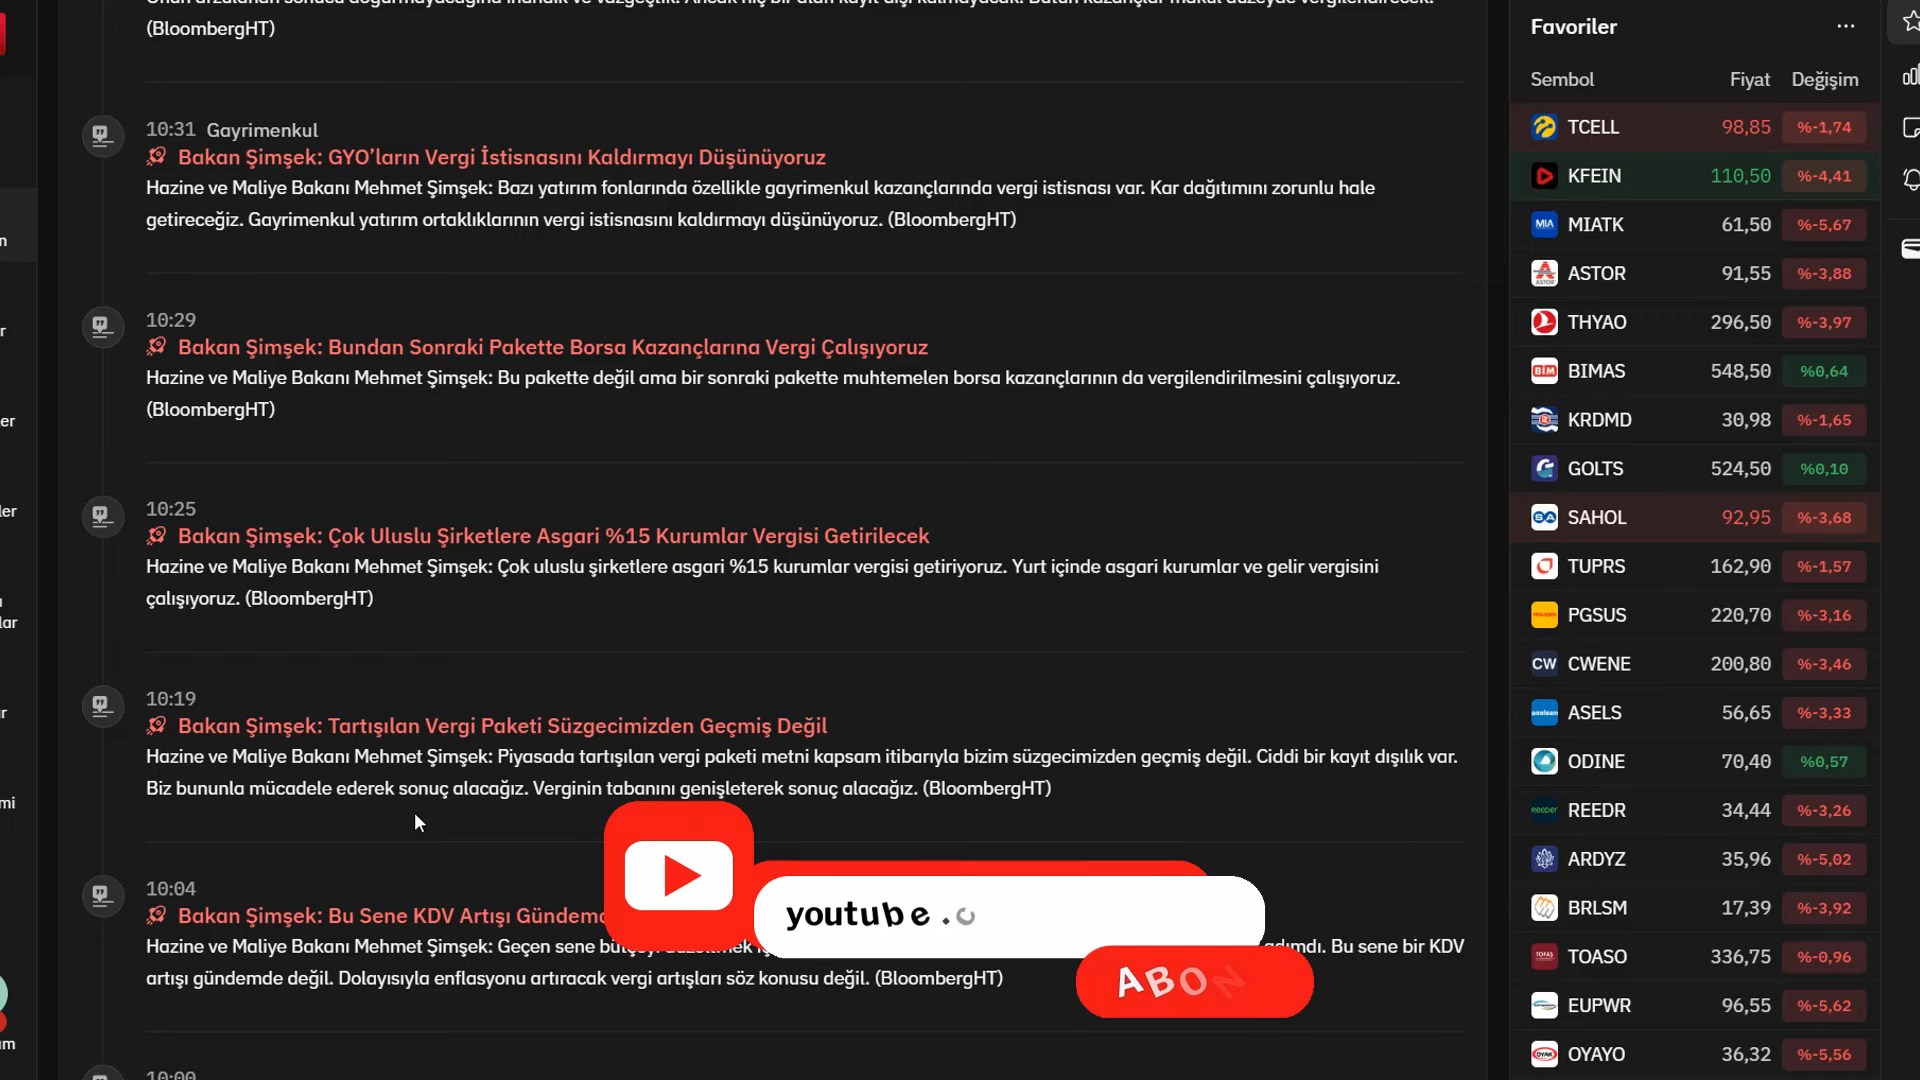 (BloombergHT)
10:31 Gayrimenkul
Bakan Şimşek: GYO’ların Vergi İstisnasını Kaldırmayı Düşünüyoruz
Hazine ve Maliye Bakanı Mehmet Şimşek: Bazı yatırım fonlarında özellikle gayrimenkul kazançlarında vergi istisnası var. Kar dağıtımını zorunlu hale
getireceğiz. Gayrimenkul yatırım ortaklıklarının vergi istisnasını kaldırmayı düşünüyoruz. (BloombergHT)
10:29
Bakan Şimşek: Bundan Sonraki Pakette Borsa Kazançlarına Vergi Çalışıyoruz
Hazine ve Maliye Bakanı Mehmet Şimşek: Bu pakette değil ama bir sonraki pakette muhtemelen borsa kazançlarının da vergilendirilmesini çalışıyoruz.
(BloombergHT)
10:25
Bakan Şimşek: Çok Uluslu Şirketlere Asgari %15 Kurumlar Vergisi Getirilecek
Hazine ve Maliye Bakanı Mehmet Şimşek: Çok uluslu şirketlere asgari %15 kurumlar vergisi getiriyoruz. Yurt içinde asgari kurumlar ve gelir vergisini
çalışıyoruz. (BloombergHT)
10:19
Bakan Şimşek: Tartışılan Vergi Paketi Süzgecimizden Geçmiş Değil
Hazine ve Maliye Bakanı Mehmet Şimşek: Piyasada tartışılan vergi paketi metni kapsam itibarıyla bizim süzgecimizden geçmiş değil. Ciddi bir kayıt dışılık var.
Biz bununla mücadele ederek sonuç alacağız. Verginin tabanını genişleterek sonuç alacağız. (BloombergHT)
10:04
Bakan Şimşek: Bu Sene KDV Artışı
Hazine ve Maliye Bakanı Mehmet Şimşek: Geçen sene Bu sene bir KDV
artışı gündemde değil. Dolayısıyla enflasyonu artıracak vergi artışları söz konusu değil. (BloombergHT)
youtube.
ABON
Favoriler
Sembol Fiyat Değişim
TCELL 98,85 %-1,74
KFEIN 110,50 %-4,41
MIATK 61,50 %-5,67
ASTOR 91,55 %-3,88
THYAO 296,50 %-3,97
BIMAS 548,50 %0,64
KRDMD 30,98 %-1,65
GOLTS 524,50 %0,10
SAHOL 92,95 %-3,68
TUPRS 162,90 %-1,57
PGSUS 220,70 %-3,16
CW CWENE 200,80 %-3,46
ASELS 56,65 %-3,33
ODINE 70,40 %0,57
REEDR 34,44 %-3,26
ARDYZ 35,96 %-5,02
BRLSM 17,39 %-3,92
TOASO 336,75 %-0,96
EUPWR 96,55 %-5,62
OYAYO 36,32 %-5,56